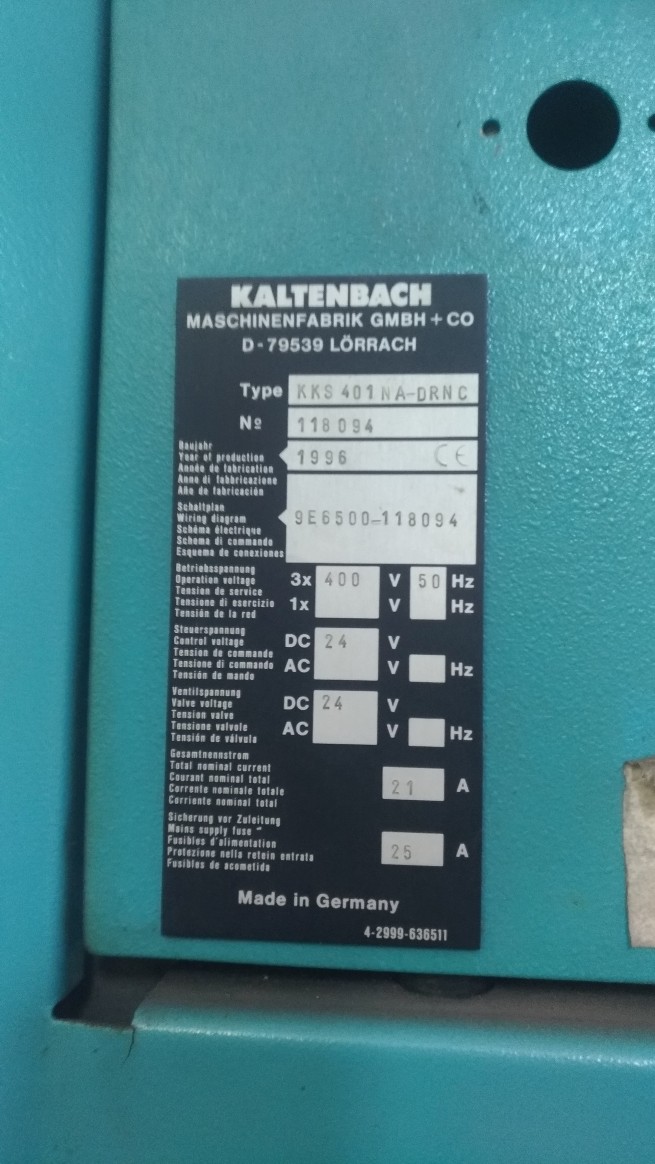 KALTENBACH
MASCHINENFABRIK GMBH + CO
D - 79539 LÖRRACH
Type KKS 401 NA-DRNC
Nº 118 094
Baujahr
Year of production
Année de fabrication
Anno di fabbricazione
Año de fabricación
1996 CE
Schaltplan
Wiring diagram
Schéma électrique
Schema di comando
Esquema de conexiones
9E6500-118094
Betriebsspannung
Operation voltage
Tension de service
Tensione di esercizio
Tensión de la red
3x 400 V 50 Hz
1x V Hz
Steuerspannung
Control voltage
Tension de commande
Tensione di commando
Tensión de mando
DC 24 V
AC V Hz
Ventilspannung
Valve voltage
Tension valve
Tensione valvole
Tensión de válvula
DC 24 V
AC V Hz
Gesamtnennstrom
Total nominal current
Courant nominal total
Corrente nominale totale
Corriente nominal total
21 A
Sicherung vor Zuleitung
Mains supply fuse
Fusibles d'alimentation
Protezione nella retein entrata
Fusibles de acometida
25 A
Made in Germany
4-2999-636511